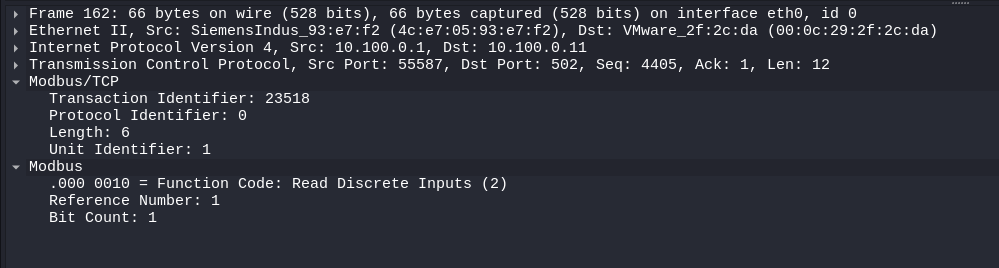 Frame 162: 66 bytes on wire (528 bits), 66 bytes captured (528 bits) on interface eth0, id 0
Ethernet II, Src: SiemensIndus_93:e7:f2 (4c:e7:05:93:e7:f2), Dst: VMware_2f:2c:da (00:0c:29:2f:2c:da)
Internet Protocol Version 4, Src: 10.100.0.1, Dst: 10.100.0.11
Transmission Control Protocol, Src Port: 55587, Dst Port: 502, Seq: 4405, Ack: 1, Len: 12
Modbus/TCP
Transaction Identifier: 23518
Protocol Identifier: 0
Length: 6
Unit Identifier: 1
Modbus
.000 0010 = Function Code: Read Discrete Inputs (2)
Reference Number: 1
Bit Count: 1